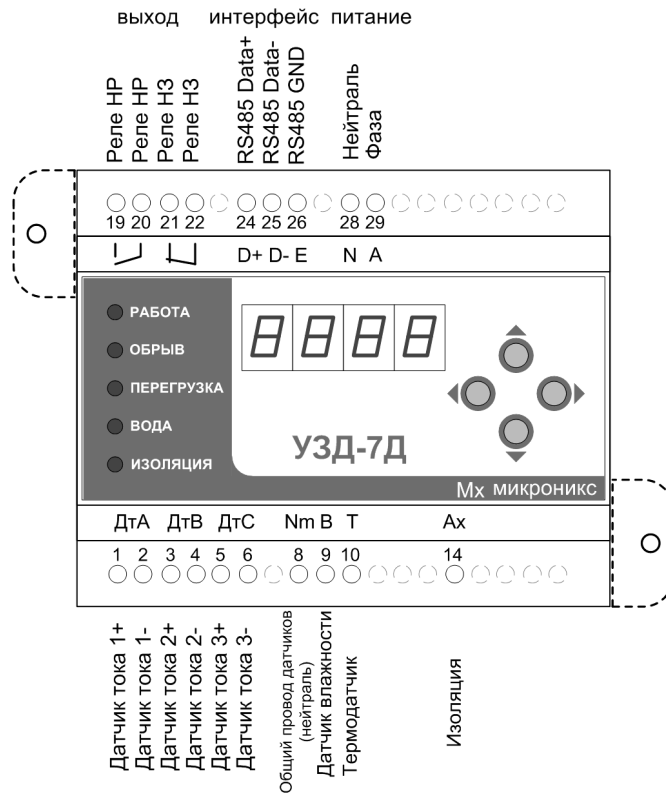 выход интерфейс питание
Реле НР
Реле НР
Реле НЗ
Реле НЗ
RS485 Data+
RS485 Data-
RS485 GND
Нейтраль
Фаза
19 20 21 22 24 25 26 28 29
D+ D- E N A
РАБОТА
ОБРЫВ
ПЕРЕГРУЗКА
ВОДА
ИЗОЛЯЦИЯ
8888
УЗД-7Д
Мх микроникс
ДтА ДтВ ДтС Nm В Т Ах
1 2 3 4 5 6 8 9 10 14
Датчик тока 1+
Датчик тока 1-
Датчик тока 2+
Датчик тока 2-
Датчик тока 3+
Датчик тока 3-
Общий провод датчиков
(нейтраль)
Датчик влажности
Термодатчик
Изоляция